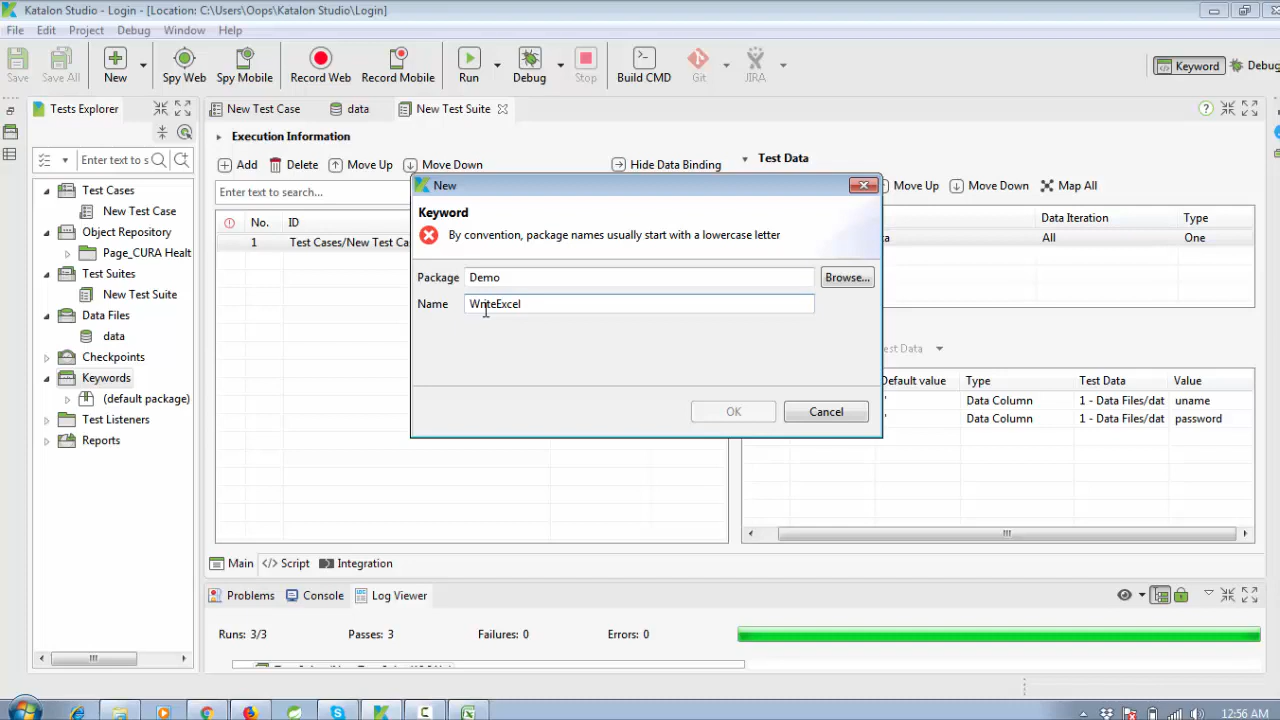 Katalon Studio - Login - [Location: C:\Users\Oops\Katalon Studio\Login]
File Edit Project Debug Window Help
Save Save All New Spy Web Spy Mobile Record Web Record Mobile Run Debug Stop Build CMD Git JIRA Keyword Debug
Tests Explorer New Test Case data New Test Suite
Execution Information
Test Data
Enter text to s
Add Delete Move Up Move Down Hide Data Binding
Enter text to search...
Move Up Move Down Map All
No. ID
Data Iteration Type
1 Test Cases/New Test Ca
All One
Test Cases
New Test Case
Object Repository
Page_CURA Healt
Test Suites
New Test Suite
Data Files
data
Checkpoints
Keywords
(default package)
Test Listeners
Reports
New
Keyword
By convention, package names usually start with a lowercase letter
Package Demo Browse...
Name WriteExcel
OK Cancel
Default value Type Test Data Value
Data Column 1 - Data Files/dat uname
Data Column 1 - Data Files/dat password
Main Script Integration
Problems Console Log Viewer
Runs: 3/3 Passes: 3 Failures: 0 Errors: 0
12:56 AM